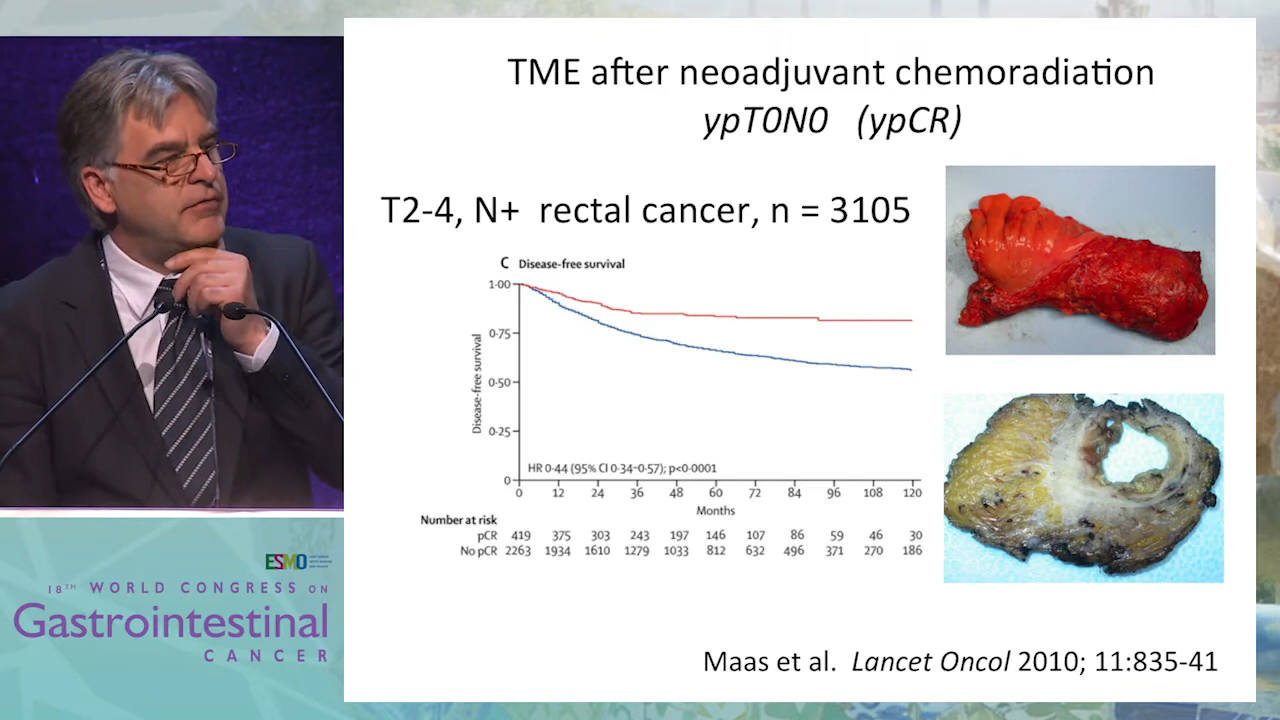 TME after neoadjuvant chemoradiation
ypT0N0 (ypCR)
T2-4, N+ rectal cancer, n = 3105
C Disease-free survival
1·00
0·75
0·50
0·25
0
Disease-free survival
HR 0·44 (95% CI 0·34–0·57); p<0·0001
0 12 24 36 48 60 72 84 96 108 120
Months
Number at risk
pCR 419 375 303 243 197 146 107 86 59 46 30
No pCR 2263 1934 1610 1279 1033 812 632 496 371 270 186
Maas et al. Lancet Oncol 2010; 11:835-41
ESMO
18TH WORLD CONGRESS ON
Gastrointestinal
CANCER